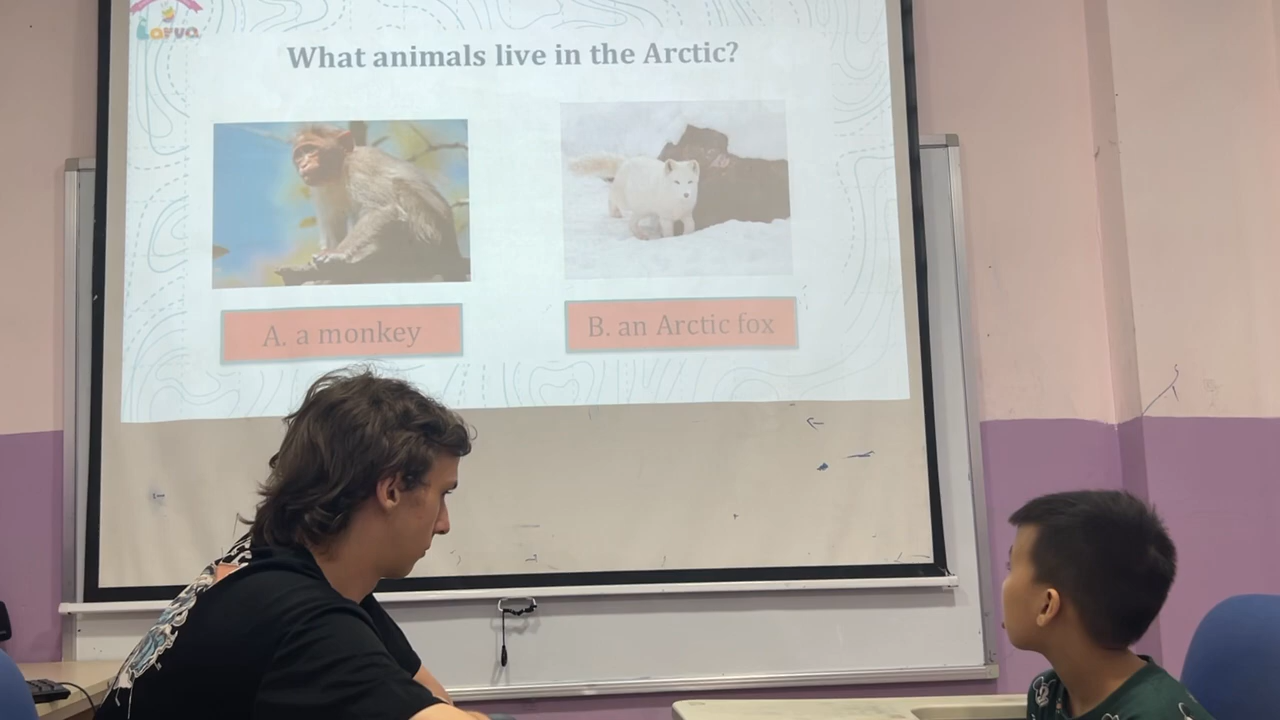 Larva
What animals live in the Arctic?
A. a monkey
B. an Arctic fox